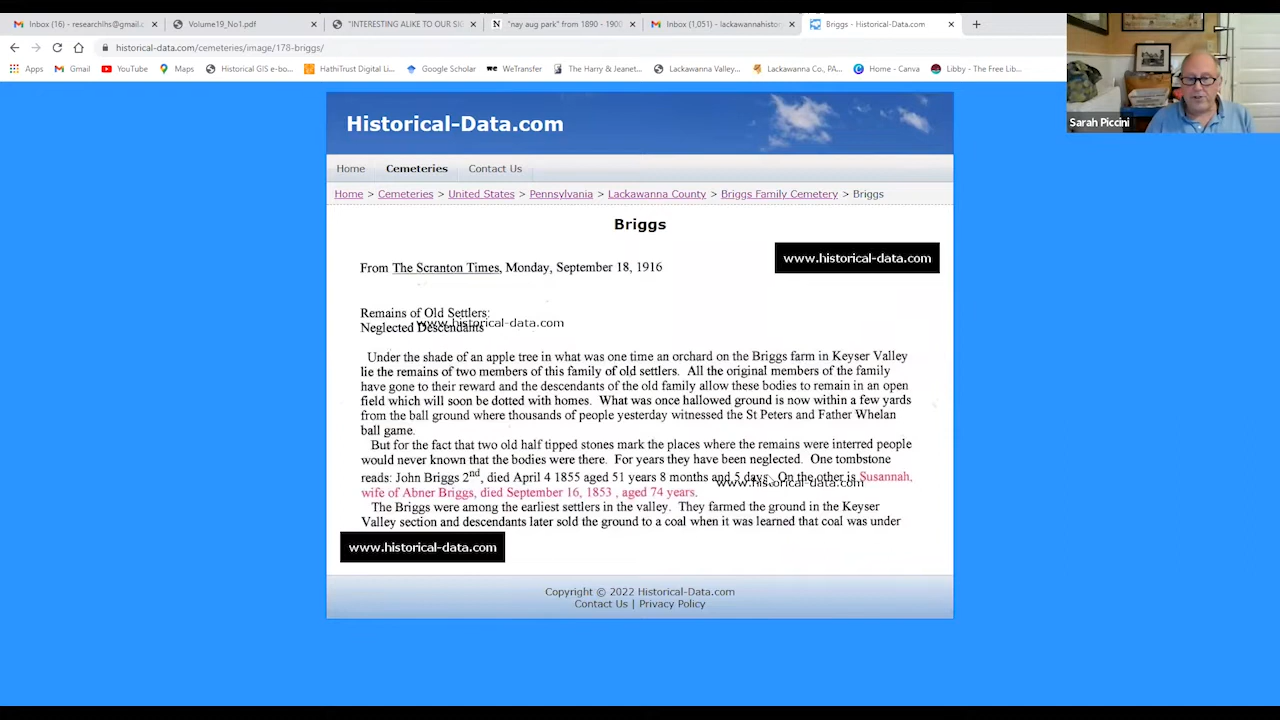 Inbox (16) - researchlhs@gmail.c
Volume19_No1.pdf
"INTERESTING ALIKE TO OUR SIS
"nay aug park" from 1890 - 1900
Inbox (1,051) - lackawannahistor
Briggs - Historical-Data.com
historical-data.com/cemeteries/image/178-briggs/
Apps
Gmail
YouTube
Maps
Historical GIS e-bo...
HathiTrust Digital Li...
Google Scholar
WeTransfer
The Harry & Jeanet...
Lackawanna Valley...
Lackawanna Co., PA...
Home - Canva
Libby - The Free Lib...
Sarah Piccini
Historical-Data.com
Home Cemeteries Contact Us
Home > Cemeteries > United States > Pennsylvania > Lackawanna County > Briggs Family Cemetery > Briggs
Briggs
www.historical-data.com
From The Scranton Times, Monday, September 18, 1916
Remains of Old Settlers:
www.historical-data.com
Neglected Descendants
Under the shade of an apple tree in what was one time an orchard on the Briggs farm in Keyser Valley
lie the remains of two members of this family of old settlers. All the original members of the family
have gone to their reward and the descendants of the old family allow these bodies to remain in an open
field which will soon be dotted with homes. What was once hallowed ground is now within a few yards
from the ball ground where thousands of people yesterday witnessed the St Peters and Father Whelan
ball game.
But for the fact that two old half tipped stones mark the places where the remains were interred people
would never known that the bodies were there. For years they have been neglected. One tombstone
reads: John Briggs 2nd, died April 4 1855 aged 51 years 8 months and 5 days. On the other is Susannah,
www.historical-data.com
wife of Abner Briggs, died September 16, 1853 , aged 74 years.
The Briggs were among the earliest settlers in the valley. They farmed the ground in the Keyser
Valley section and descendants later sold the ground to a coal when it was learned that coal was under
www.historical-data.com
Copyright © 2022 Historical-Data.com
Contact Us | Privacy Policy